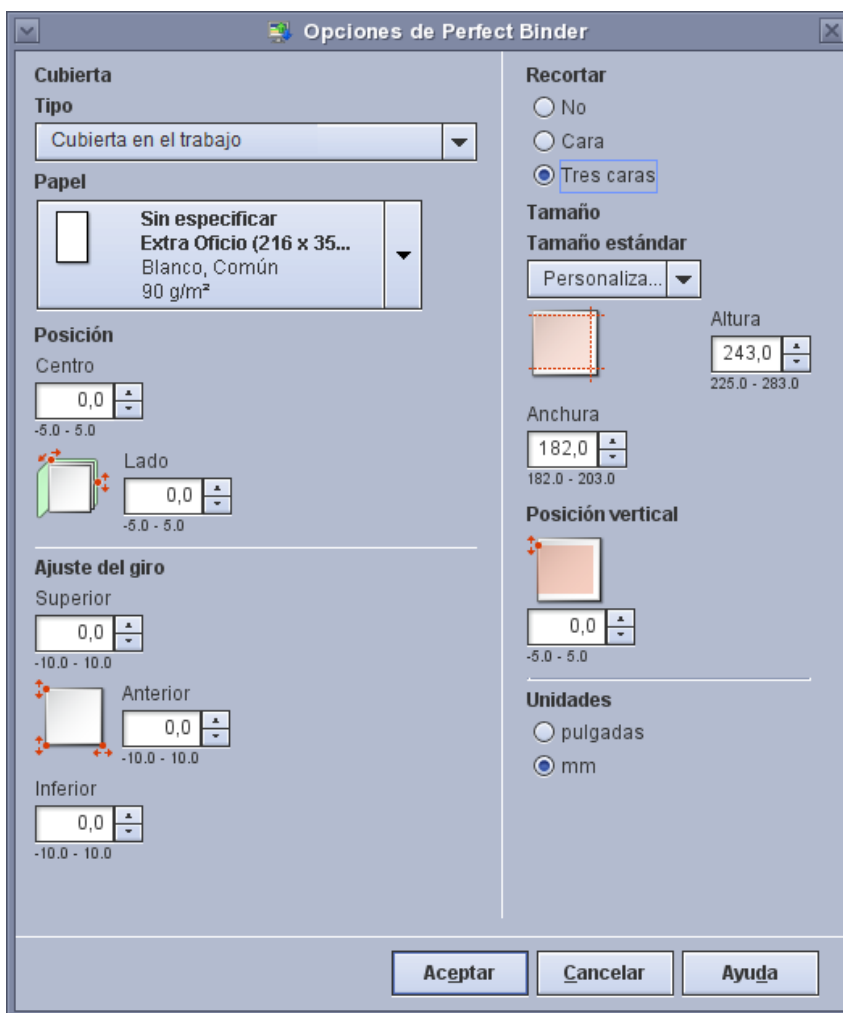 Opciones de Perfect Binder
Cubierta
Tipo
Cubierta en el trabajo
Papel
Sin especificar
Extra Oficio (216 x 35...
Blanco, Común
90 g/m²
Posición
Centro
0,0
-5.0 - 5.0
Lado
0,0
-5.0 - 5.0
Ajuste del giro
Superior
0,0
-10.0 - 10.0
Anterior
0,0
-10.0 - 10.0
Inferior
0,0
-10.0 - 10.0
Recortar
No
Cara
Tres caras
Tamaño
Tamaño estándar
Personaliza...
Altura
243,0
225.0 - 283.0
Anchura
182,0
182.0 - 203.0
Posición vertical
0,0
-5.0 - 5.0
Unidades
pulgadas
mm
Aceptar
Cancelar
Ayuda